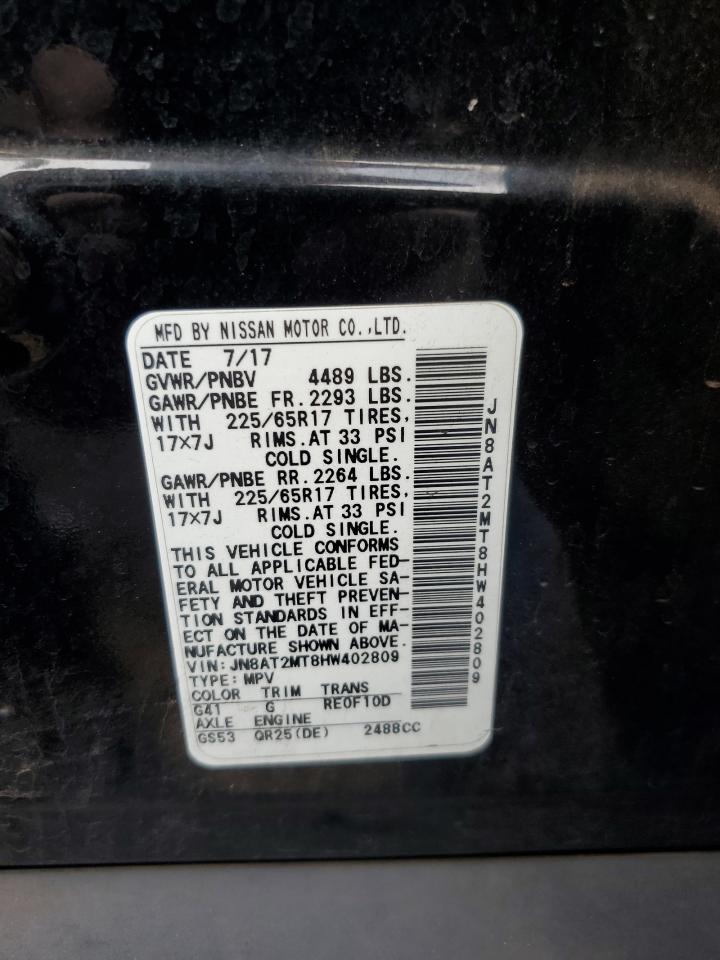 MFD BY NISSAN MOTOR CO.,LTD.
DATE 7/17
GVWR/PNBV 4489 LBS.
GAWR/PNBE FR.2293 LBS.
WITH 225/65R17 TIRES,
17×7J RIMS.AT 33 PSI
COLD SINGLE.
GAWR/PNBE RR.2264 LBS.
WITH 225/65R17 TIRES,
17×7J RIMS.AT 33 PSI
COLD SINGLE.
THIS VEHICLE CONFORMS
TO ALL APPLICABLE FED-
ERAL MOTOR VEHICLE SA-
FETY AND THEFT PREVEN-
TION STANDARDS IN EFF-
ECT ON THE DATE OF MA-
NUFACTURE SHOWN ABOVE.
VIN:JN8AT2MT8HW402809
TYPE:MPV
COLOR TRIM TRANS
G41 G RE0F10D
AXLE ENGINE
GS53 QR25(DE) 2488CC
JN8AT2MT8HW402809